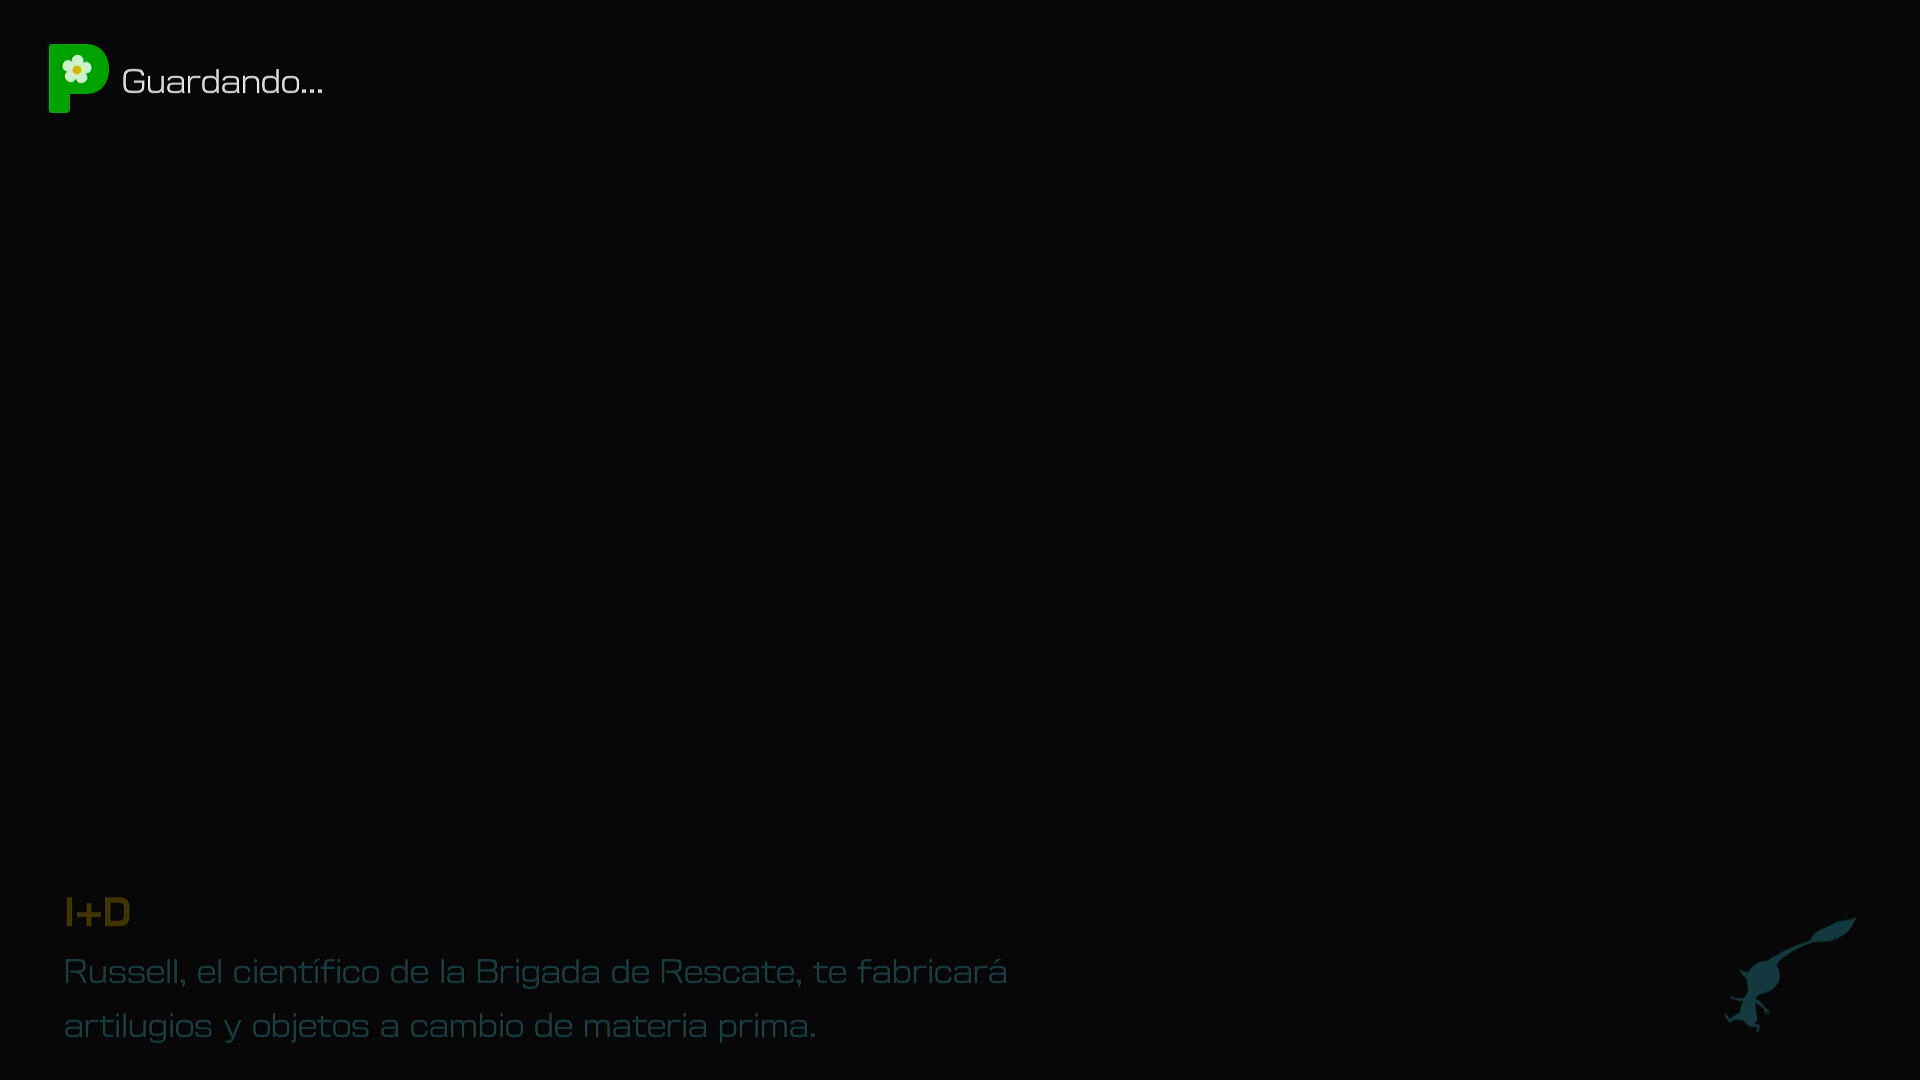 P Guardando...
I+D
Russell, el científico de la Brigada de Rescate, te fabricará
artilugios y objetos a cambio de materia prima.